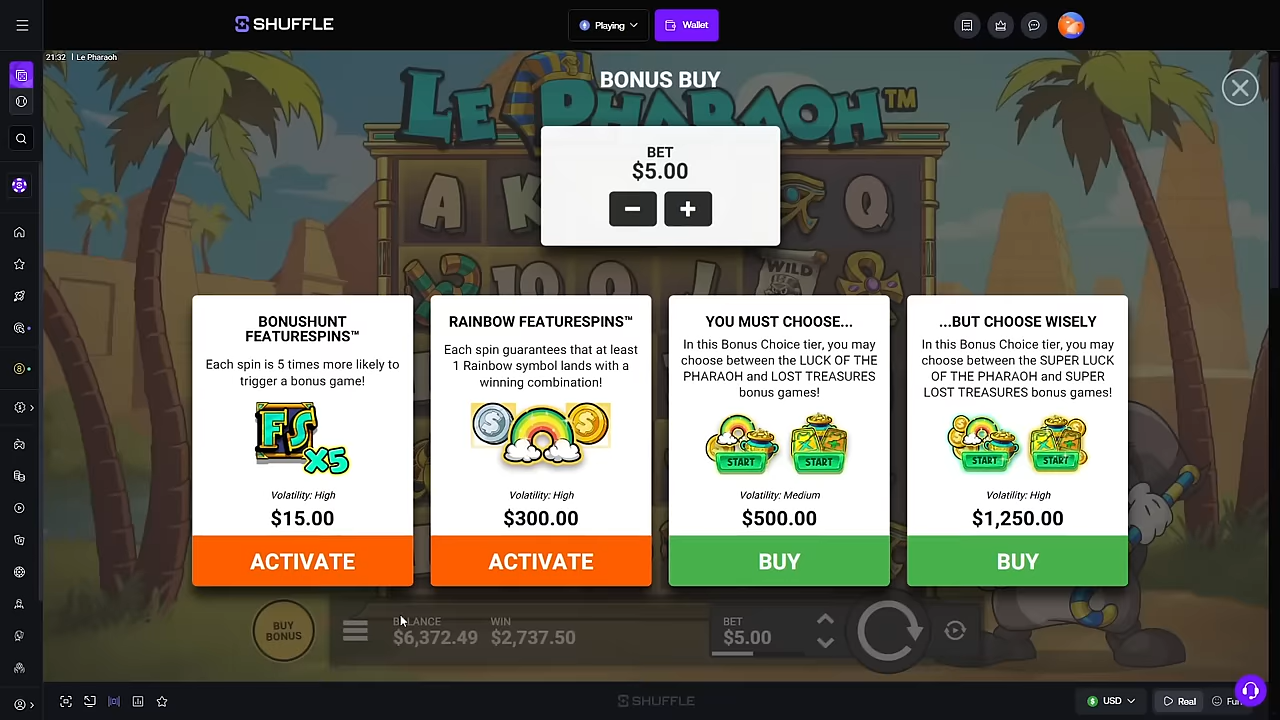 SHUFFLE
Playing
Wallet
21:32 | Le Pharaoh
LE PHARAOH™
BONUS BUY
BET
$5.00
−
+
A
K
Q
10
J
WILD
BONUSHUNT
FEATURESPINS™
Each spin is 5 times more likely to
trigger a bonus game!
FS
X5
Volatility: High
$15.00
ACTIVATE
RAINBOW FEATURESPINS™
Each spin guarantees that at least
1 Rainbow symbol lands with a
winning combination!
Volatility: High
$300.00
ACTIVATE
YOU MUST CHOOSE...
In this Bonus Choice tier, you may
choose between the LUCK OF THE
PHARAOH and LOST TREASURES
bonus games!
START
START
Volatility: Medium
$500.00
BUY
...BUT CHOOSE WISELY
In this Bonus Choice tier, you may
choose between the SUPER LUCK
OF THE PHARAOH and SUPER
LOST TREASURES bonus games!
START
START
Volatility: High
$1,250.00
BUY
BUY
BONUS
BALANCE
$6,372.49
WIN
$2,737.50
BET
$5.00
SHUFFLE
USD
Real